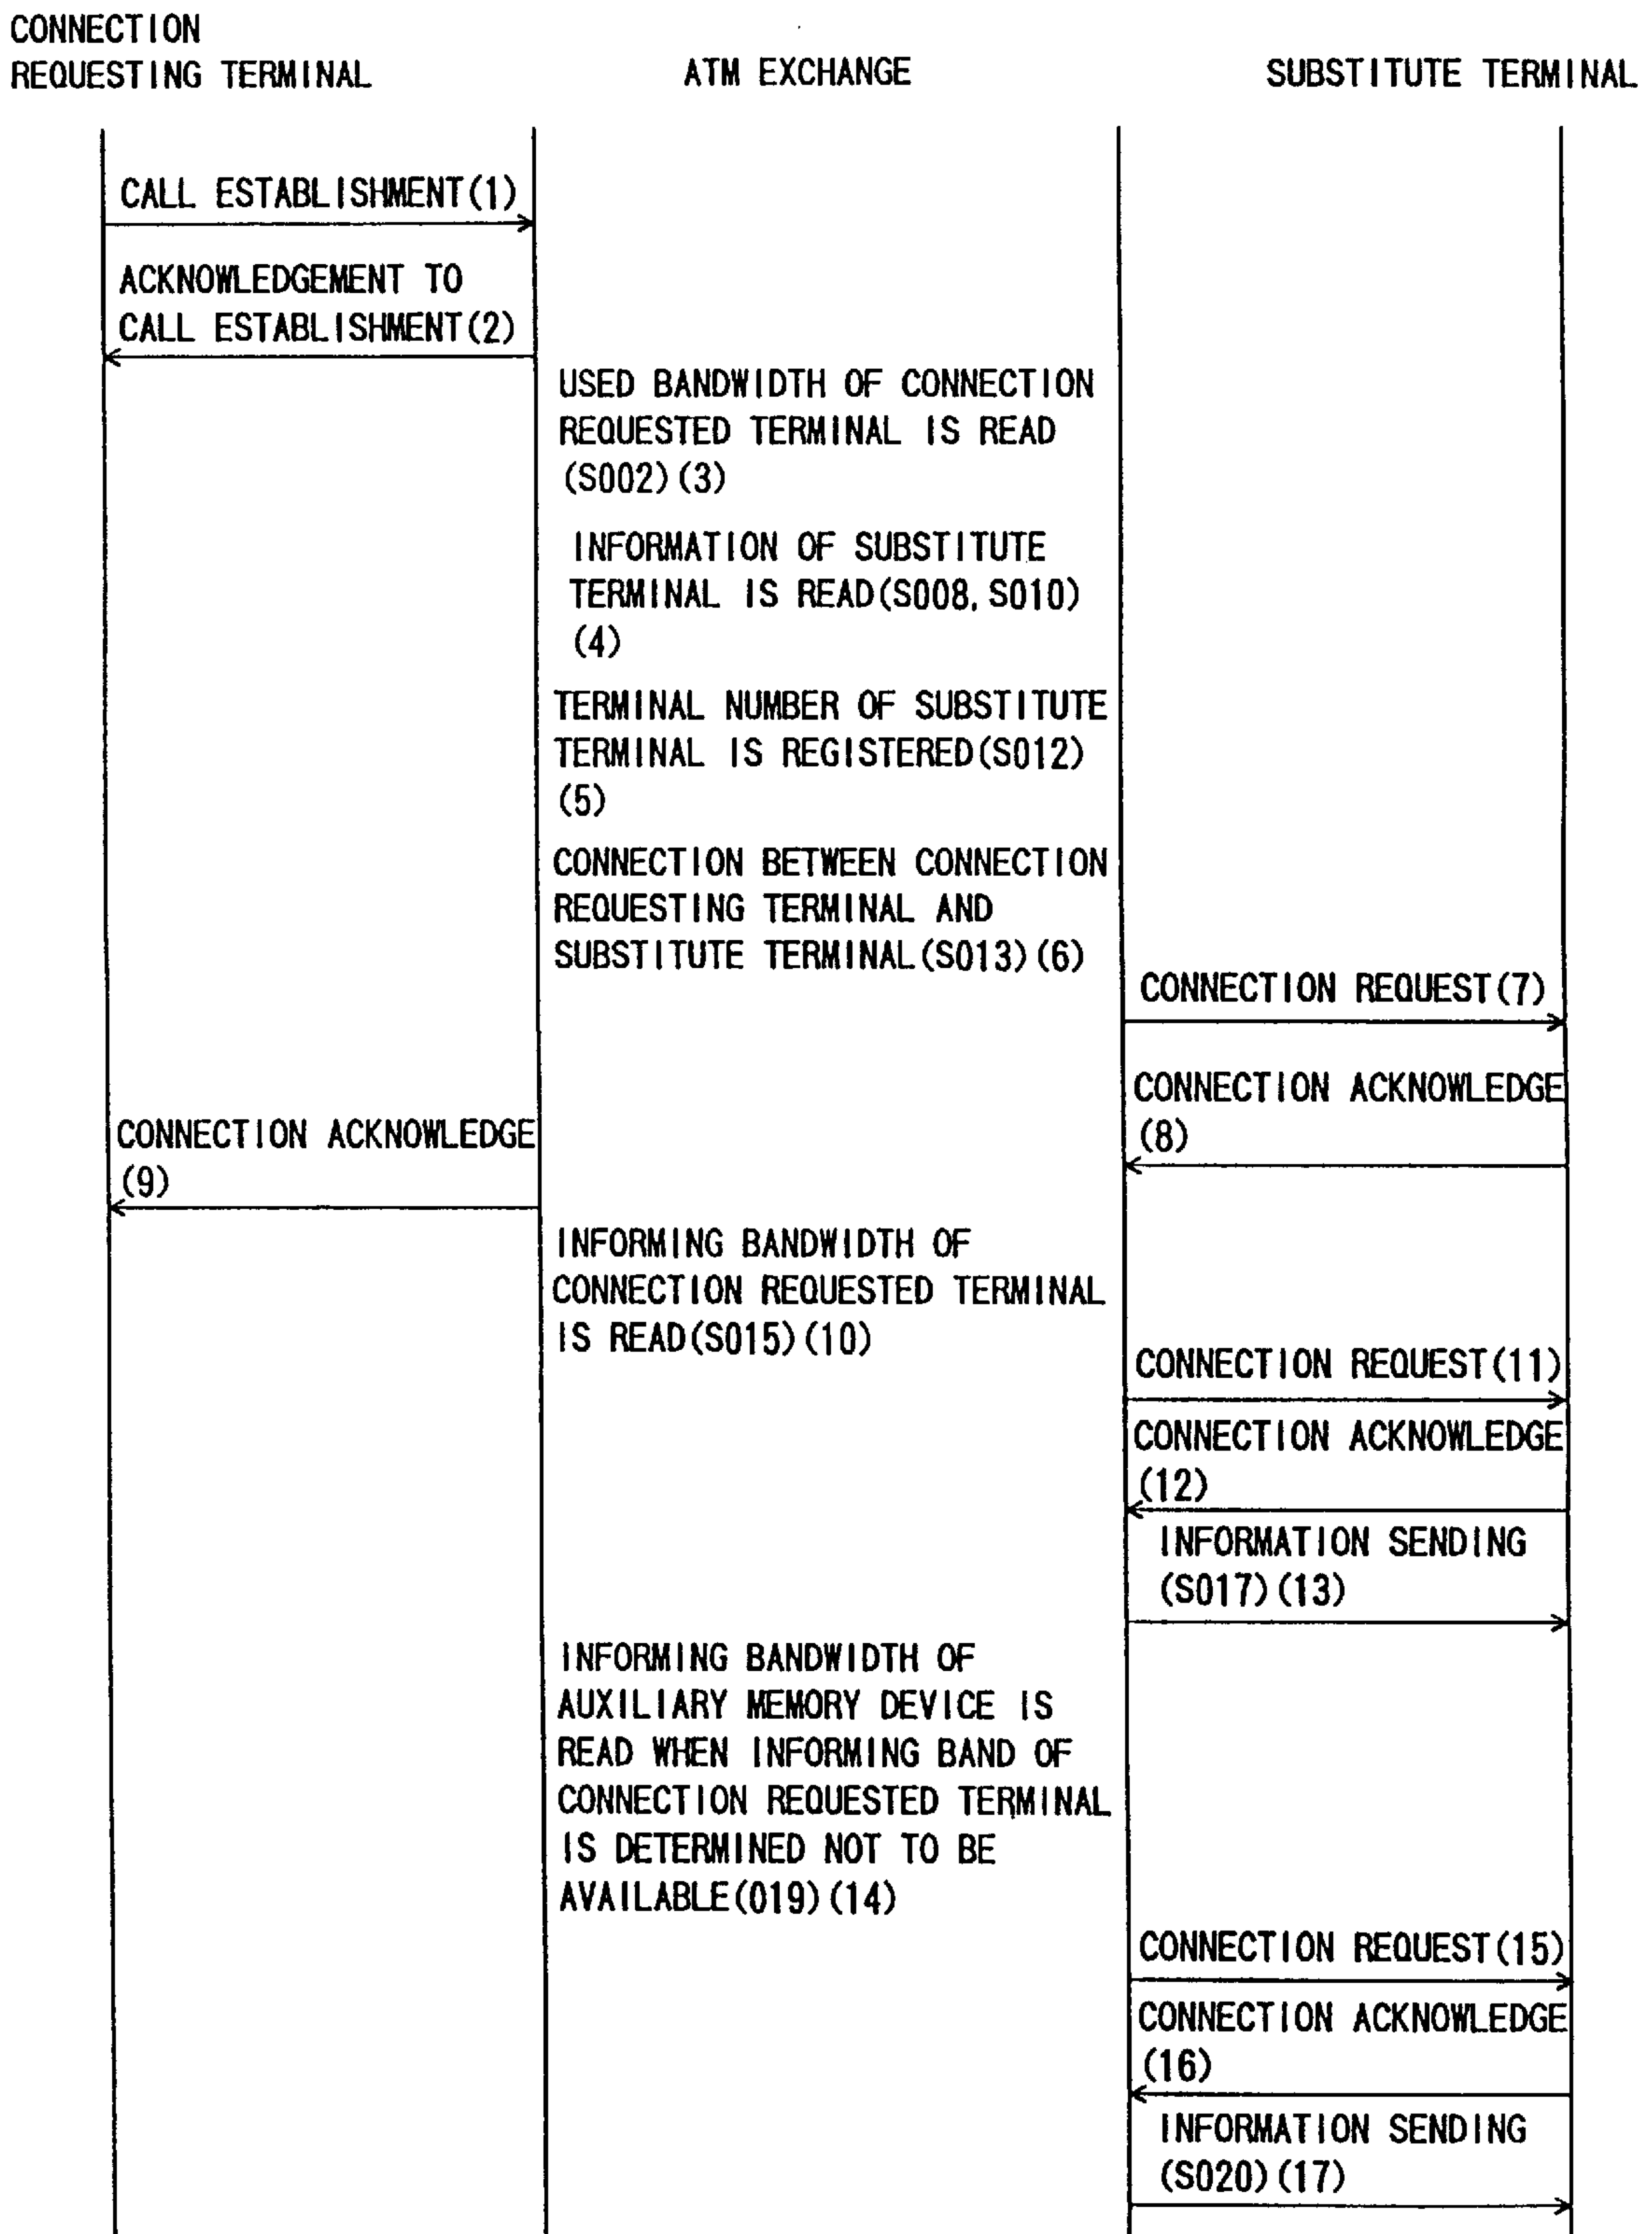 CONNECTION
REQUESTING TERMINAL
ATM EXCHANGE
SUBSTITUTE TERMINAL
CALL ESTABLISHMENT(1)
ACKNOWLEDGEMENT TO
CALL ESTABLISHMENT(2)
USED BANDWIDTH OF CONNECTION
REQUESTED TERMINAL IS READ
(S002)(3)
INFORMATION OF SUBSTITUTE
TERMINAL IS READ(S008,S010)
(4)
TERMINAL NUMBER OF SUBSTITUTE
TERMINAL IS REGISTERED(S012)
(5)
CONNECTION BETWEEN CONNECTION
REQUESTING TERMINAL AND
SUBSTITUTE TERMINAL(S013)(6)
CONNECTION REQUEST(7)
CONNECTION ACKNOWLEDGE
(8)
CONNECTION ACKNOWLEDGE
(9)
INFORMING BANDWIDTH OF
CONNECTION REQUESTED TERMINAL
IS READ(S015)(10)
CONNECTION REQUEST(11)
CONNECTION ACKNOWLEDGE
(12)
INFORMATION SENDING
(S017)(13)
INFORMING BANDWIDTH OF
AUXILIARY MEMORY DEVICE IS
READ WHEN INFORMING BAND OF
CONNECTION REQUESTED TERMINAL
IS DETERMINED NOT TO BE
AVAILABLE(019)(14)
CONNECTION REQUEST(15)
CONNECTION ACKNOWLEDGE
(16)
INFORMATION SENDING
(S020)(17)